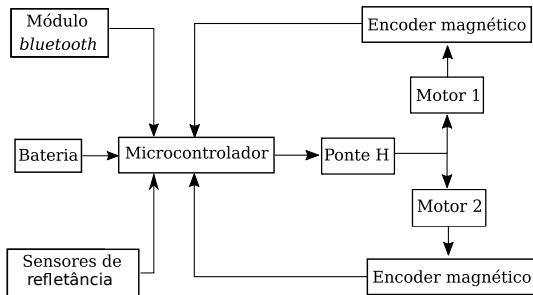 Módulo
bluetooth
Encoder magnético
Motor 1
Bateria
Microcontrolador
Ponte H
Motor 2
Sensores de
refletância
Encoder magnético